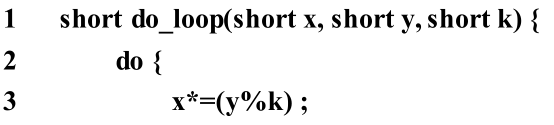 1 short do_loop(short x, short y, short k) {
2 do {
3 x*=(y%k) ;